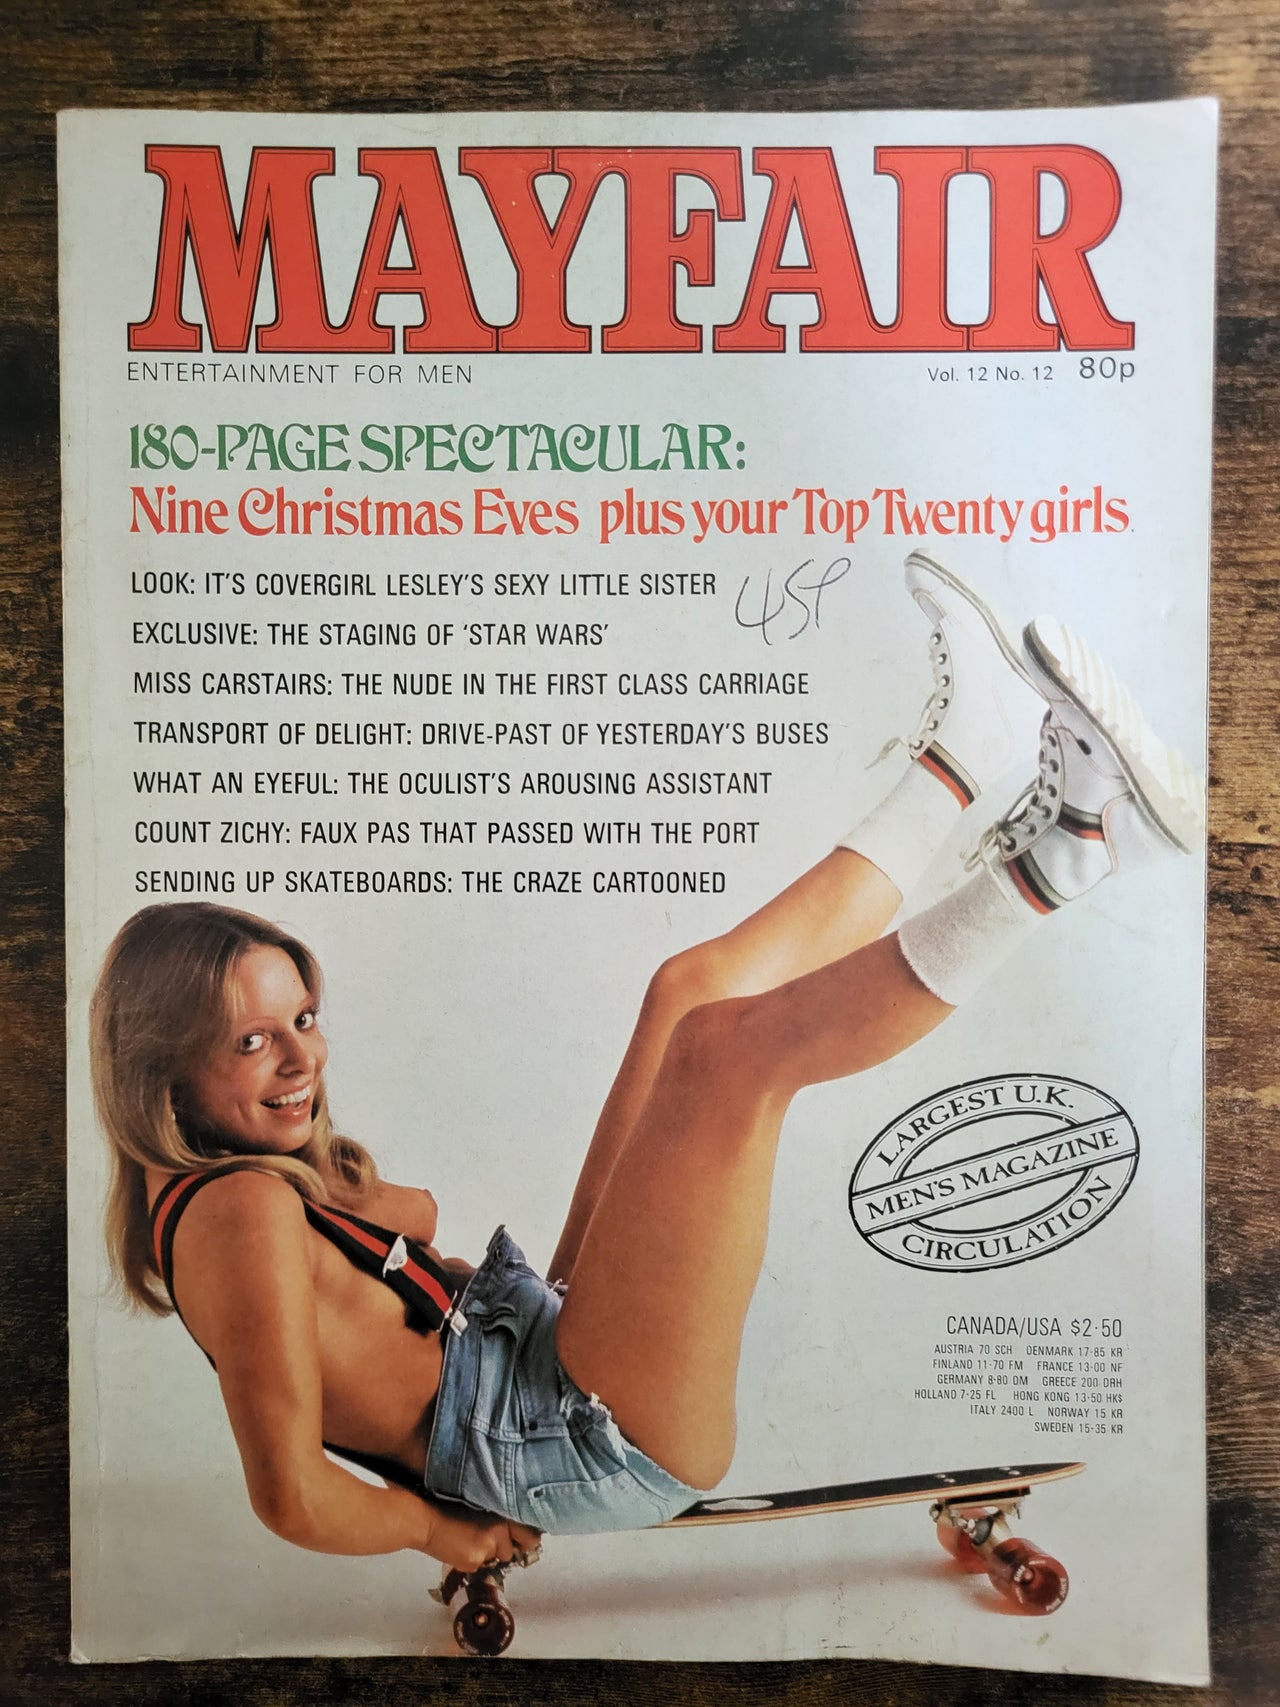 MAYFAIR
ENTERTAINMENT FOR MEN
Vol. 12 No. 12 80p
180-PAGE SPECTACULAR:
Nine Christmas Eves plus your Top Twenty girls.
LOOK: IT'S COVERGIRL LESLEY'S SEXY LITTLE SISTER
45p
EXCLUSIVE: THE STAGING OF 'STAR WARS'
MISS CARSTAIRS: THE NUDE IN THE FIRST CLASS CARRIAGE
TRANSPORT OF DELIGHT: DRIVE-PAST OF YESTERDAY'S BUSES
WHAT AN EYEFUL: THE OCULIST'S AROUSING ASSISTANT
COUNT ZICHY: FAUX PAS THAT PASSED WITH THE PORT
SENDING UP SKATEBOARDS: THE CRAZE CARTOONED
LARGEST U.K.
MEN'S MAGAZINE
CIRCULATION
CANADA/USA $2·50
AUSTRIA 70 SCH DENMARK 17·85 KR
FINLAND 11·70 FM FRANCE 13·00 NF
GERMANY 8·80 DM GREECE 200 DRH
HOLLAND 7·25 FL HONG KONG 13·50 HK$
ITALY 2400 L NORWAY 15 KR
SWEDEN 15·35 KR